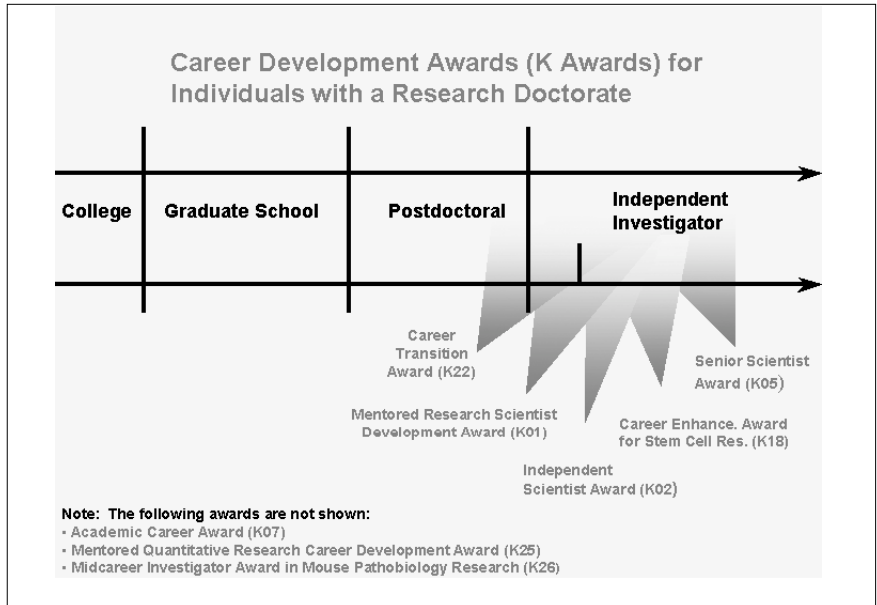 Career Development Awards (K Awards) for
Individuals with a Research Doctorate
College
Graduate School
Postdoctoral
Independent
Investigator
Career
Transition
Award (K22)
Mentored Research Scientist
Development Award (K01)
Independent
Scientist Award (K02)
Career Enhance. Award
for Stem Cell Res. (K18)
Senior Scientist
Award (K05)
Note: The following awards are not shown:
- Academic Career Award (K07)
- Mentored Quantitative Research Career Development Award (K25)
- Midcareer Investigator Award in Mouse Pathobiology Research (K26)